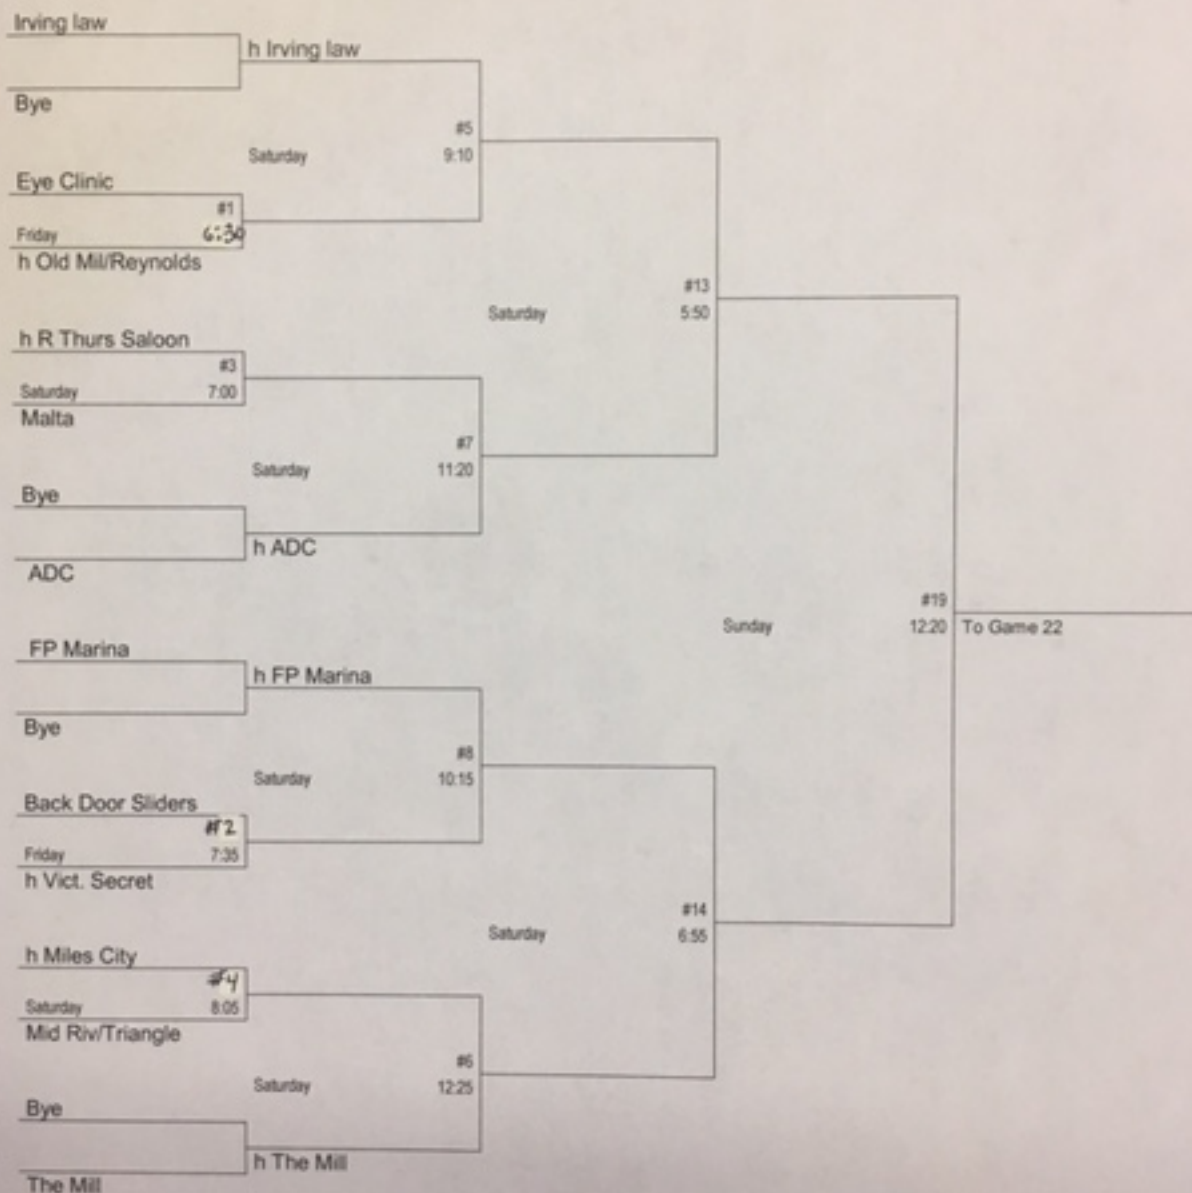 Irving law
h Irving law
Bye
#5
Saturday 9:10
Eye Clinic
#1
Friday 6:30
h Old Mil/Reynolds
#13
Saturday 5:50
h R Thurs Saloon
#3
Saturday 7:00
Malta
#7
Saturday 11:20
Bye
h ADC
ADC
#19
Sunday 12:20 To Game 22
FP Marina
h FP Marina
Bye
#8
Saturday 10:15
Back Door Sliders
#2
Friday 7:35
h Vict. Secret
#14
Saturday 6:55
h Miles City
#4
Saturday 8:05
Mid Riv/Triangle
#6
Saturday 12:25
Bye
h The Mill
The Mill